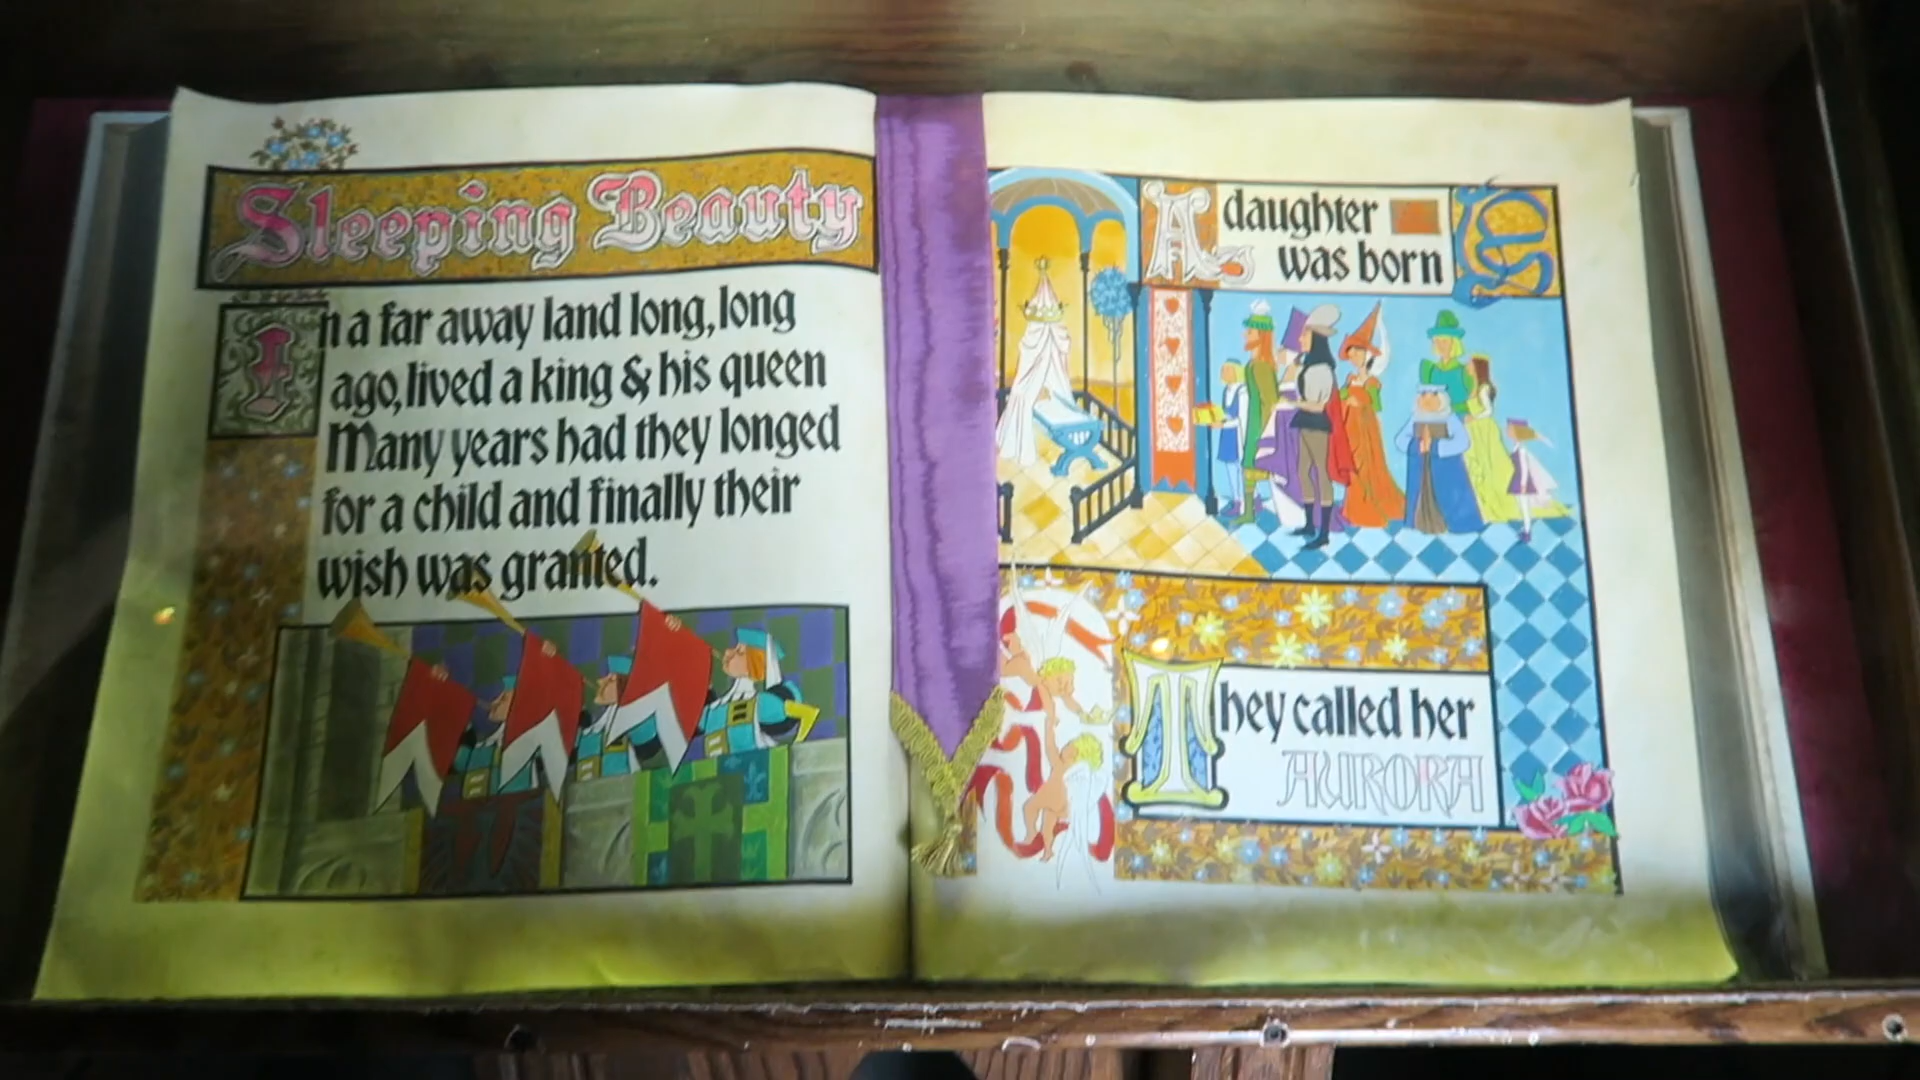 Sleeping Beauty
In a far away land long, long
ago, lived a king & his queen
Many years had they longed
for a child and finally their
wish was granted.
A daughter
was born
They called her
AURORA